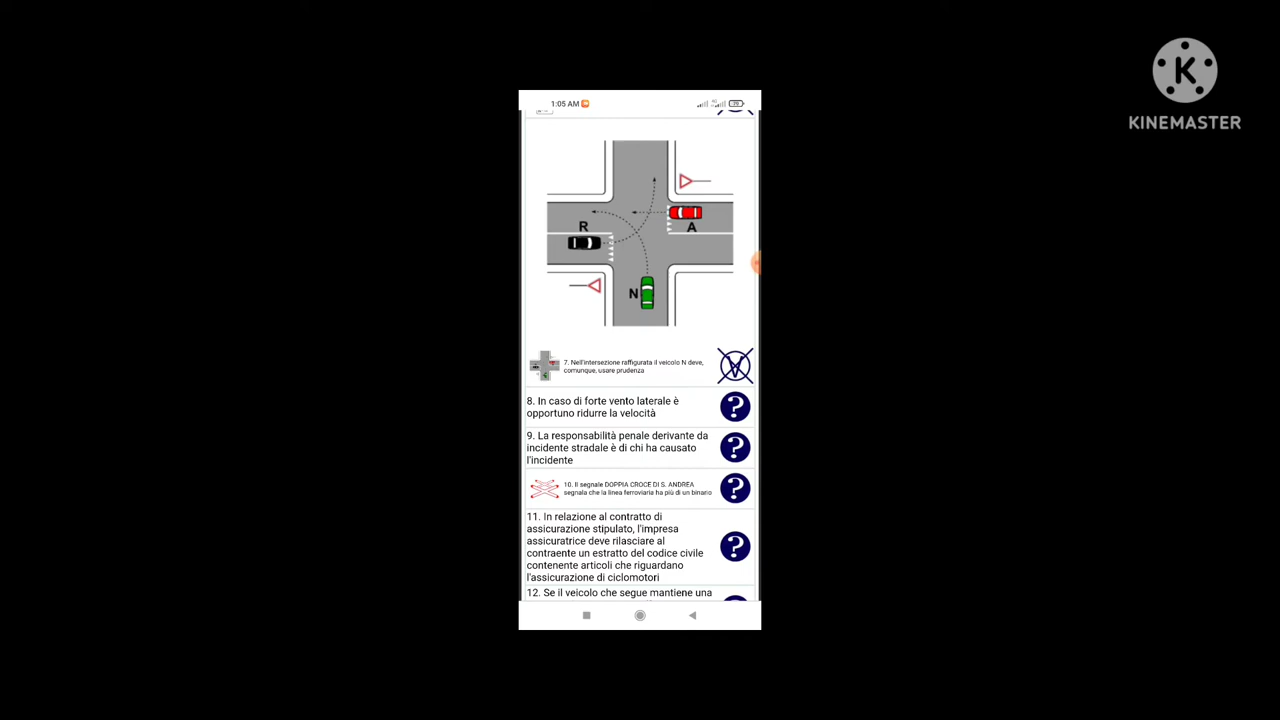 1:05 AM
29
K
KINEMASTER
R
A
N
7. Nell'intersezione raffigurata il veicolo N deve,
comunque, usare prudenza
V
8. In caso di forte vento laterale è
opportuno ridurre la velocità
?
9. La responsabilità penale derivante da
incidente stradale è di chi ha causato
l'incidente
?
10. Il segnale DOPPIA CROCE DI S. ANDREA
segnala che la linea ferroviaria ha più di un binario
?
11. In relazione al contratto di
assicurazione stipulato, l'impresa
assicuratrice deve rilasciare al
contraente un estratto del codice civile
contenente articoli che riguardano
l'assicurazione di ciclomotori
?
12. Se il veicolo che segue mantiene una